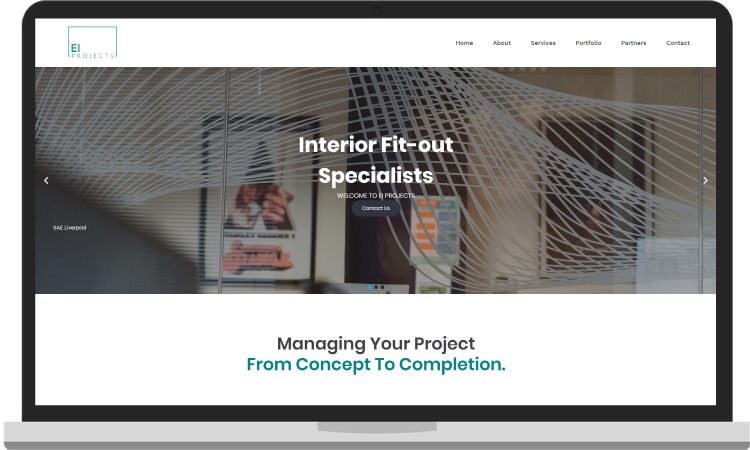 EI
PROJECTS
Home About Services Portfolio Partners Contact
Interior Fit-out
Specialists
WELCOME TO EI PROJECTS
Contact Us
SAE Liverpool
Managing Your Project
From Concept To Completion.